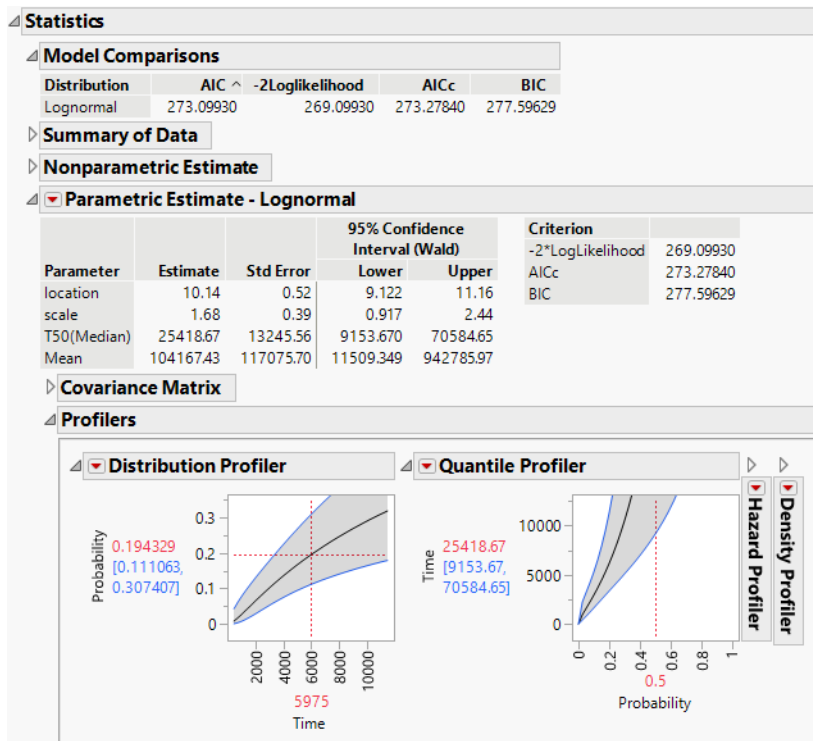 Statistics
Model Comparisons
Distribution AIC ^ -2Loglikelihood AICc BIC
Lognormal 273.09930 269.09930 273.27840 277.59629
Summary of Data
Nonparametric Estimate
Parametric Estimate - Lognormal
95% Confidence
Interval (Wald)
Parameter Estimate Std Error Lower Upper
location 10.14 0.52 9.122 11.16
scale 1.68 0.39 0.917 2.44
T50(Median) 25418.67 13245.56 9153.670 70584.65
Mean 104167.43 117075.70 11509.349 942785.97
Criterion
-2*LogLikelihood 269.09930
AICc 273.27840
BIC 277.59629
Covariance Matrix
Profilers
Distribution Profiler
Probability
0.194329
[0.111063,
0.307407]
0.3
0.2
0.1
0
2000 4000 6000 8000 10000
5975
Time
Quantile Profiler
Time
25418.67
[9153.67,
70584.65]
10000
5000
0
0 0.2 0.4 0.6 0.8 1
0.5
Probability
Hazard Profiler
Density Profiler